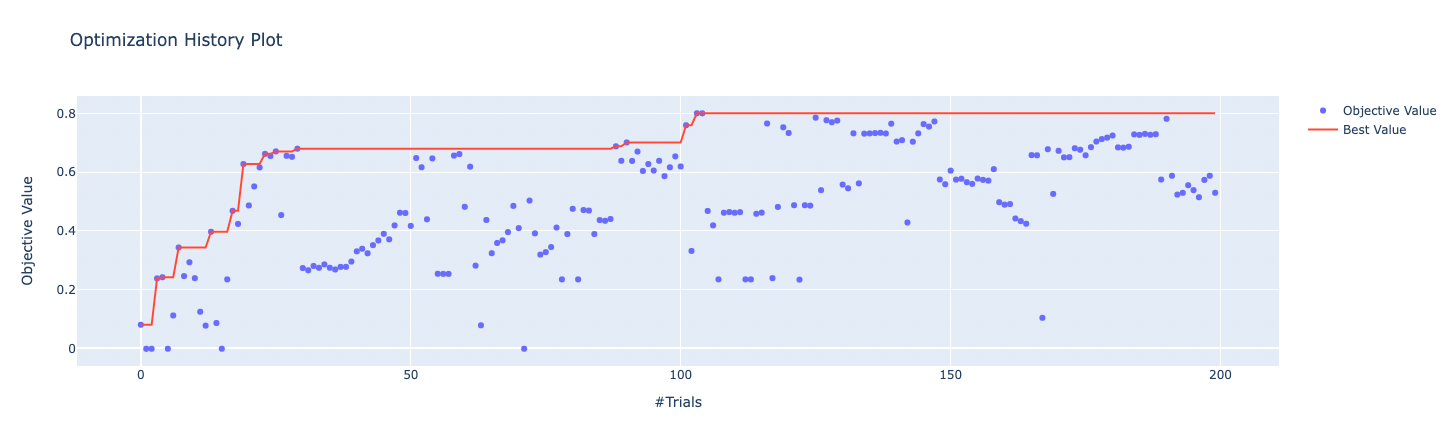 Optimization History Plot
Objective Value
Best Value
0.8
0.6
0.4
0.2
0
Objective Value
0
50
100
150
200
#Trials